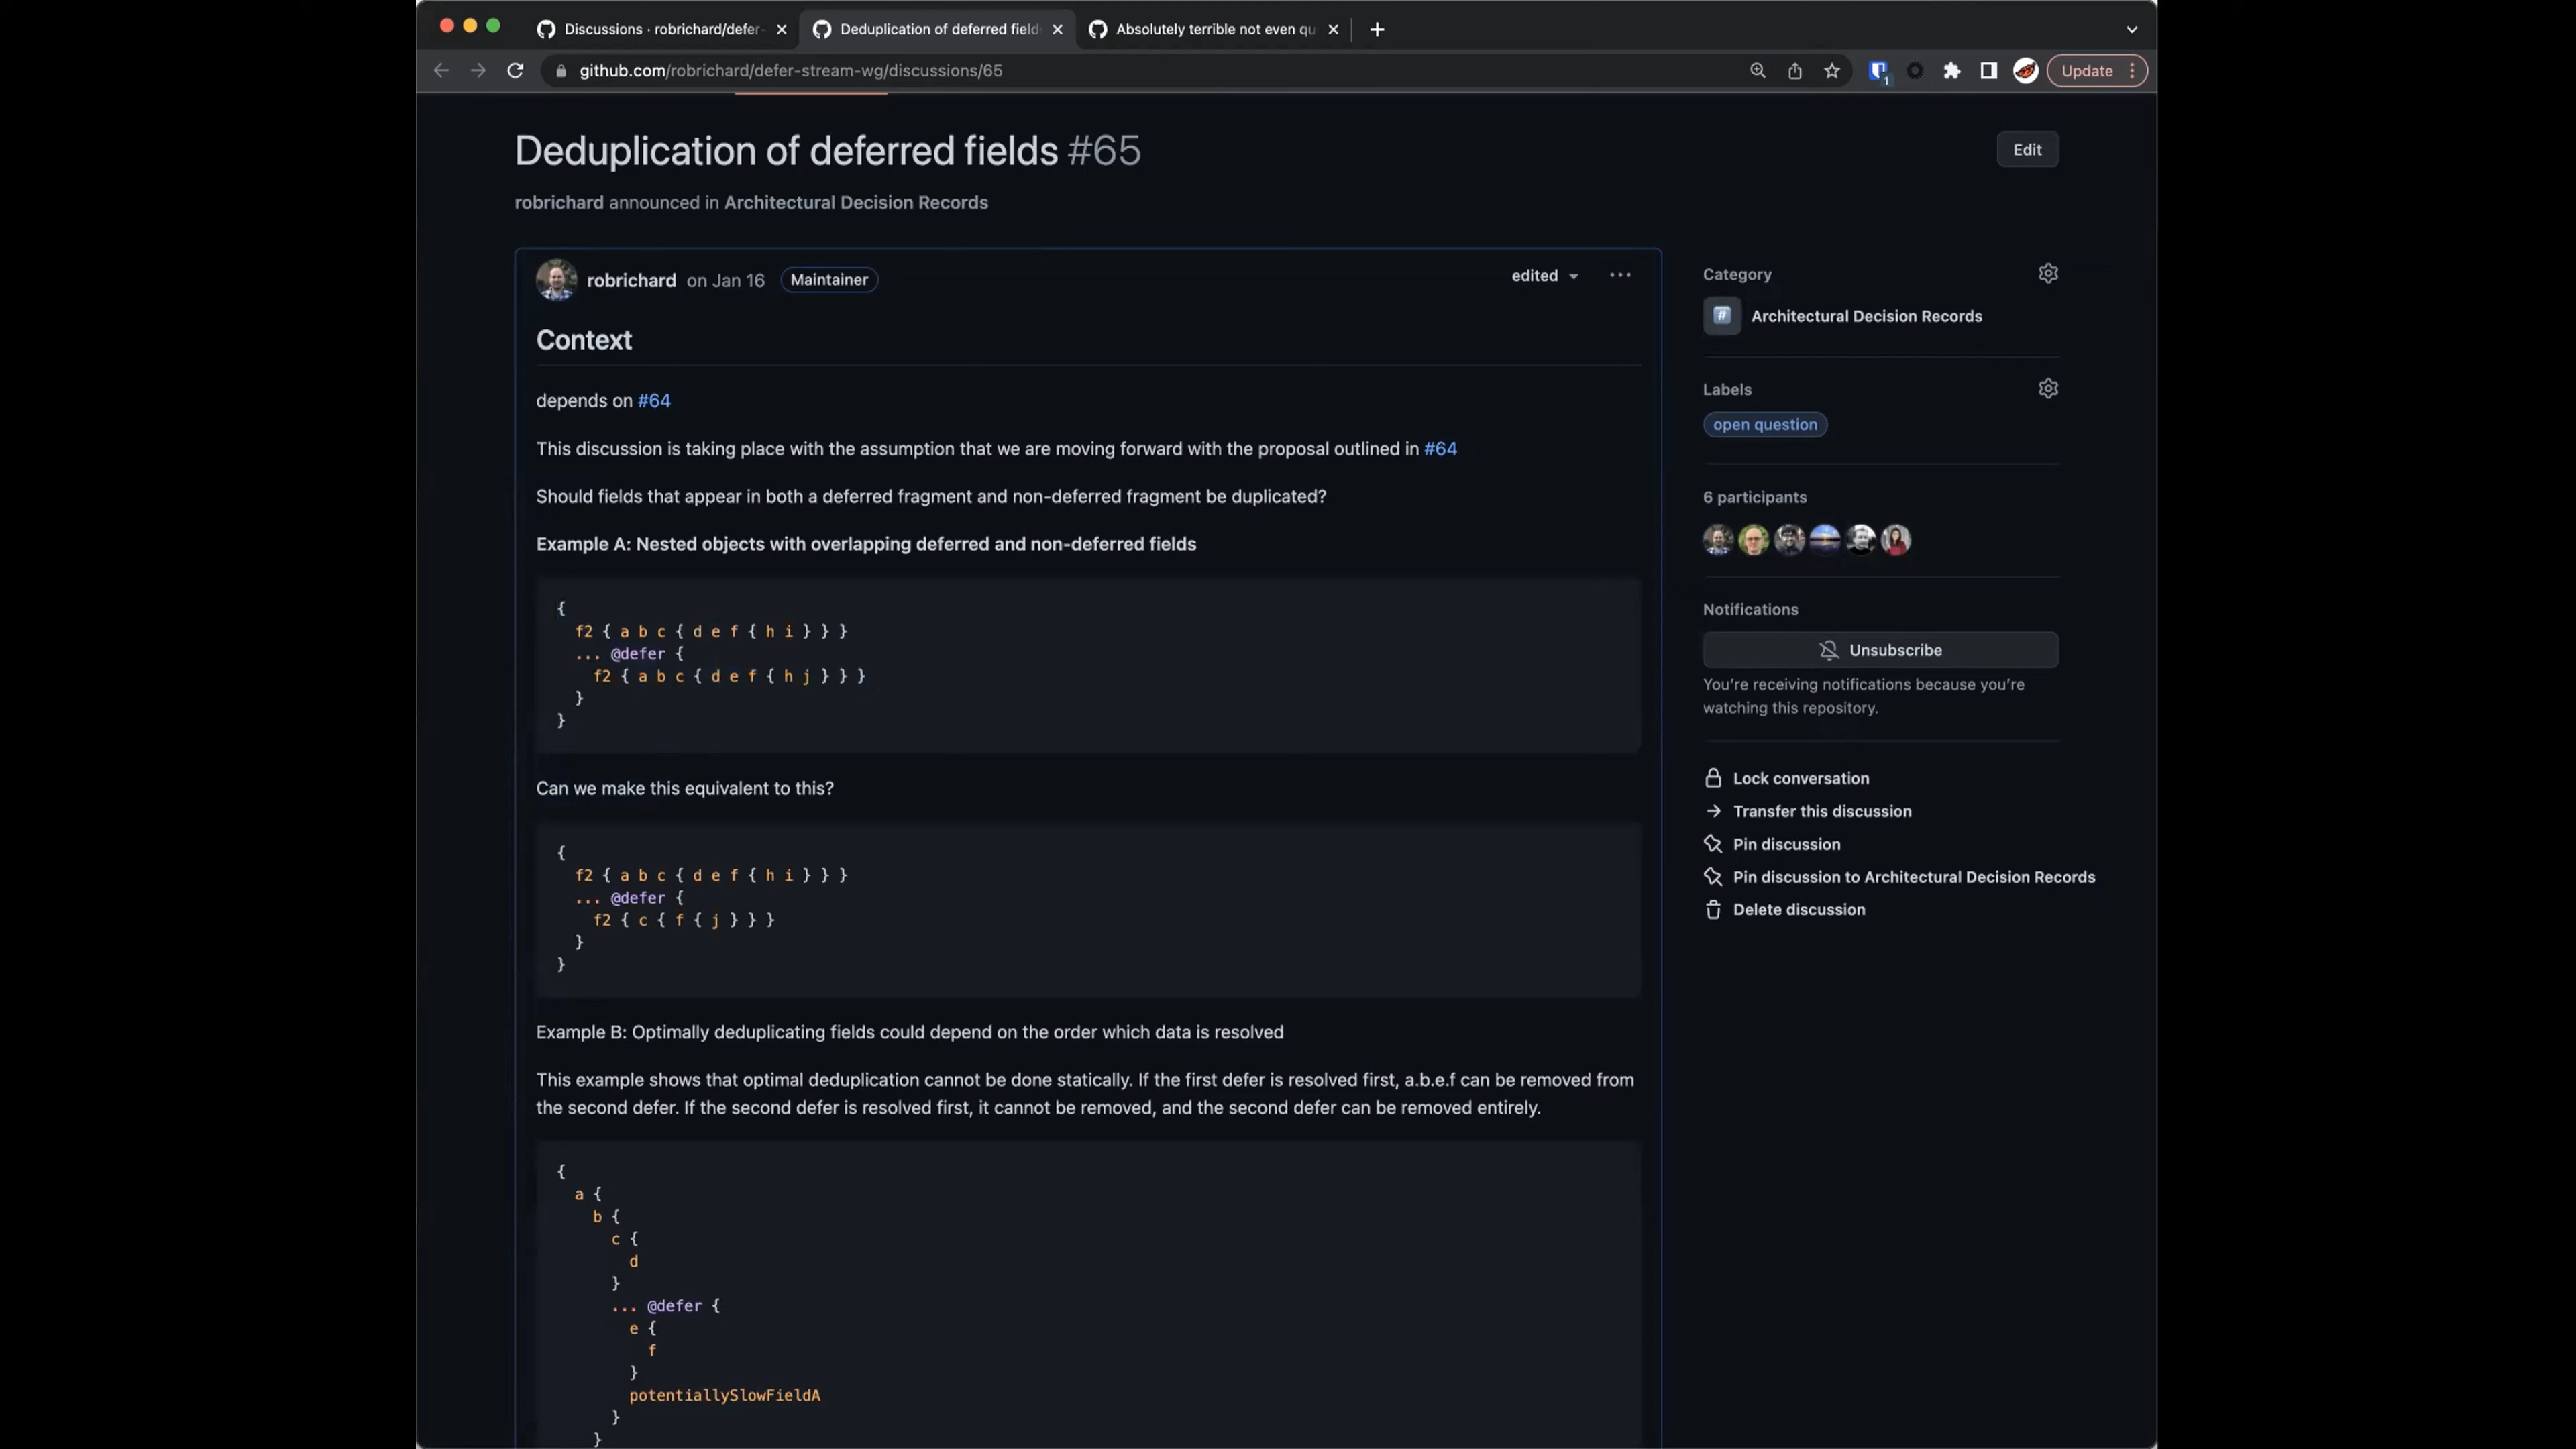 Discussions · robrichard/defer-
Deduplication of deferred field
Absolutely terrible not even qu
github.com/robrichard/defer-stream-wg/discussions/65
1
Update
Deduplication of deferred fields #65
Edit
robrichard announced in Architectural Decision Records
robrichard on Jan 16 Maintainer
edited
Context
depends on #64
This discussion is taking place with the assumption that we are moving forward with the proposal outlined in #64
Should fields that appear in both a deferred fragment and non-deferred fragment be duplicated?
Example A: Nested objects with overlapping deferred and non-deferred fields
{
f2 { a b c { d e f { h i } } }
... @defer {
f2 { a b c { d e f { h j } } }
}
}
Can we make this equivalent to this?
{
f2 { a b c { d e f { h i } } }
... @defer {
f2 { c { f { j } } }
}
}
Example B: Optimally deduplicating fields could depend on the order which data is resolved
This example shows that optimal deduplication cannot be done statically. If the first defer is resolved first, a.b.e.f can be removed from
the second defer. If the second defer is resolved first, it cannot be removed, and the second defer can be removed entirely.
{
a {
b {
c {
d
}
... @defer {
e {
f
}
potentiallySlowFieldA
}
}
Category
#
Architectural Decision Records
Labels
open question
6 participants
Notifications
Unsubscribe
You're receiving notifications because you're
watching this repository.
Lock conversation
Transfer this discussion
Pin discussion
Pin discussion to Architectural Decision Records
Delete discussion